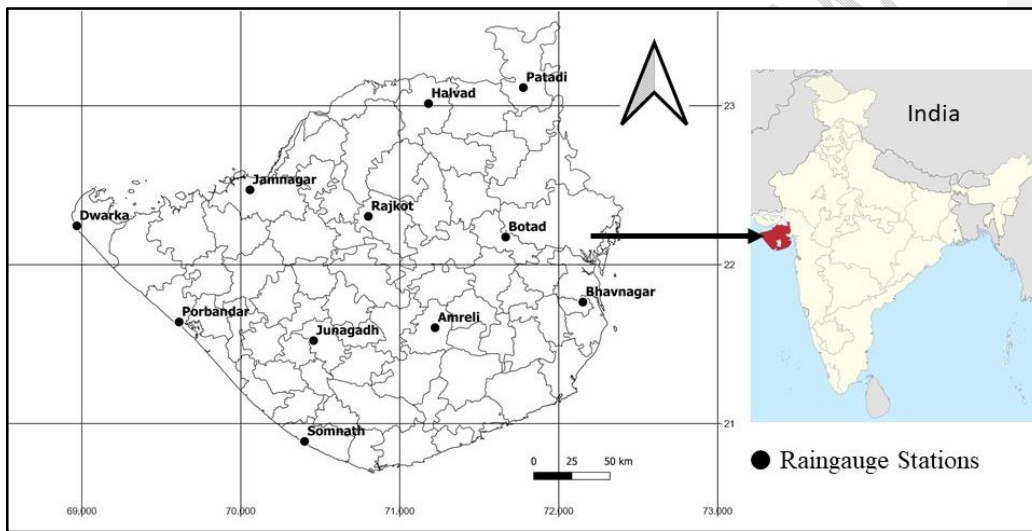 Patadi
Halvad
23
India
Jamnagar
Rajkot
Dwarka
Botad
22
Bhavnagar
Porbandar
Amreli
Junagadh
21
Somnath
Raingauge Stations
0 25 50 km
69.000 70.000 71.000 72.000 73.000